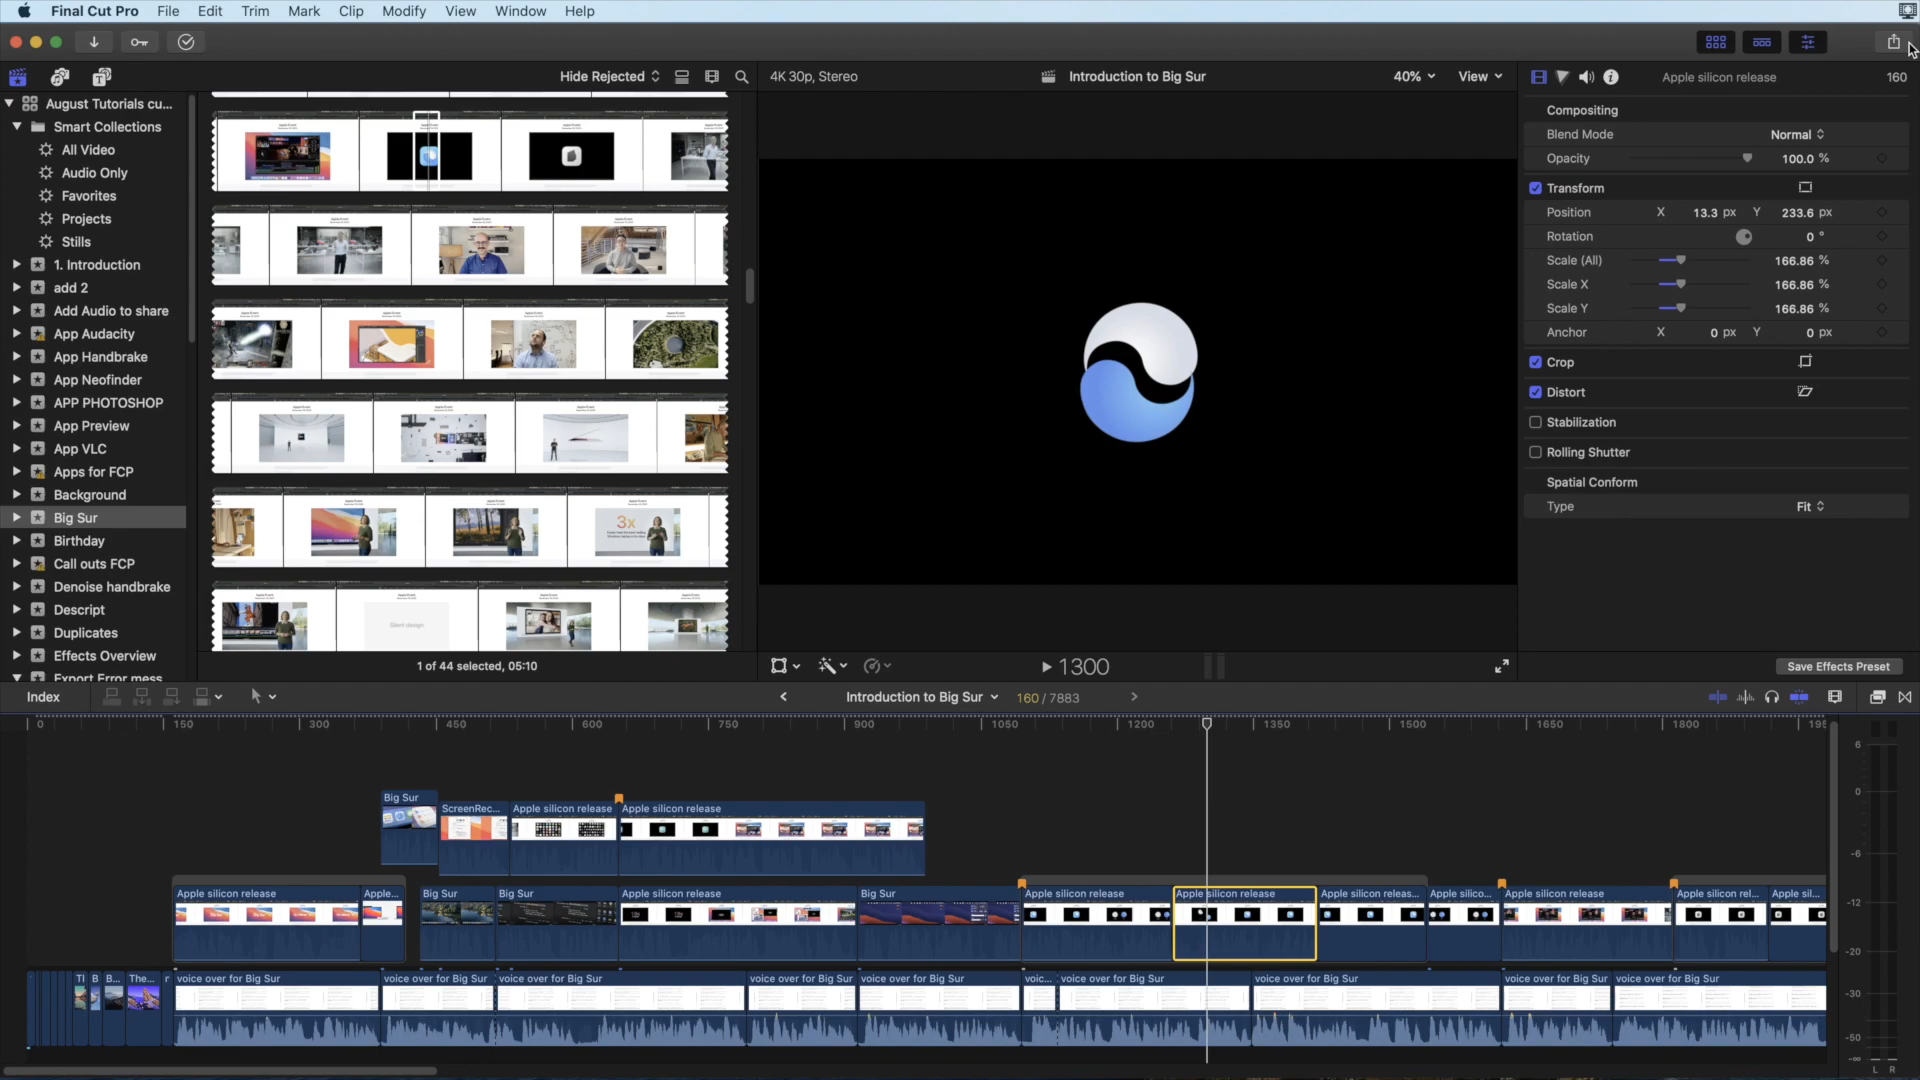 Final Cut Pro File Edit Trim Mark Clip Modify View Window Help
Hide Rejected
4K 30p, Stereo
Introduction to Big Sur
40%
View
Apple silicon release
160
August Tutorials cu...
Smart Collections
All Video
Audio Only
Favorites
Projects
Stills
1. Introduction
add 2
Add Audio to share
App Audacity
App Handbrake
App Neofinder
APP PHOTOSHOP
App Preview
App VLC
Apps for FCP
Background
Big Sur
Birthday
Call outs FCP
Denoise handbrake
Descript
Duplicates
Effects Overview
Export Error mess
3x
Silent design
1 of 44 selected, 05:10
1300
Compositing
Blend Mode Normal
Opacity 100.0 %
Transform
Position X 13.3 px Y 233.6 px
Rotation 0 °
Scale (All) 166.86 %
Scale X 166.86 %
Scale Y 166.86 %
Anchor X 0 px Y 0 px
Crop
Distort
Stabilization
Rolling Shutter
Spatial Conform
Type Fit
Save Effects Preset
Index
Introduction to Big Sur
160 / 7883
0 150 300 450 600 750 900 1050 1200 1350 1500 1650 1800 195
Big Sur
ScreenRec...
Apple silicon release
Apple silicon release
Apple silicon release
Apple...
Big Sur
Big Sur
Apple silicon release
Big Sur
Apple silicon release
Apple silicon release
Apple silicon releas...
Apple silico...
Apple silicon release
Apple silicon rel...
Apple sil...
TI
B
B...
The...
r
voice over for Big Sur
voice over for Big Sur
voice over for Big Sur
voice over for Big Sur
voice over for Big Sur
voic...
voice over for Big Sur
voice over for Big Sur
voice over for Big Sur
voice over for Big Sur
6
0
-6
-12
-20
-30
-50
-∞
L R